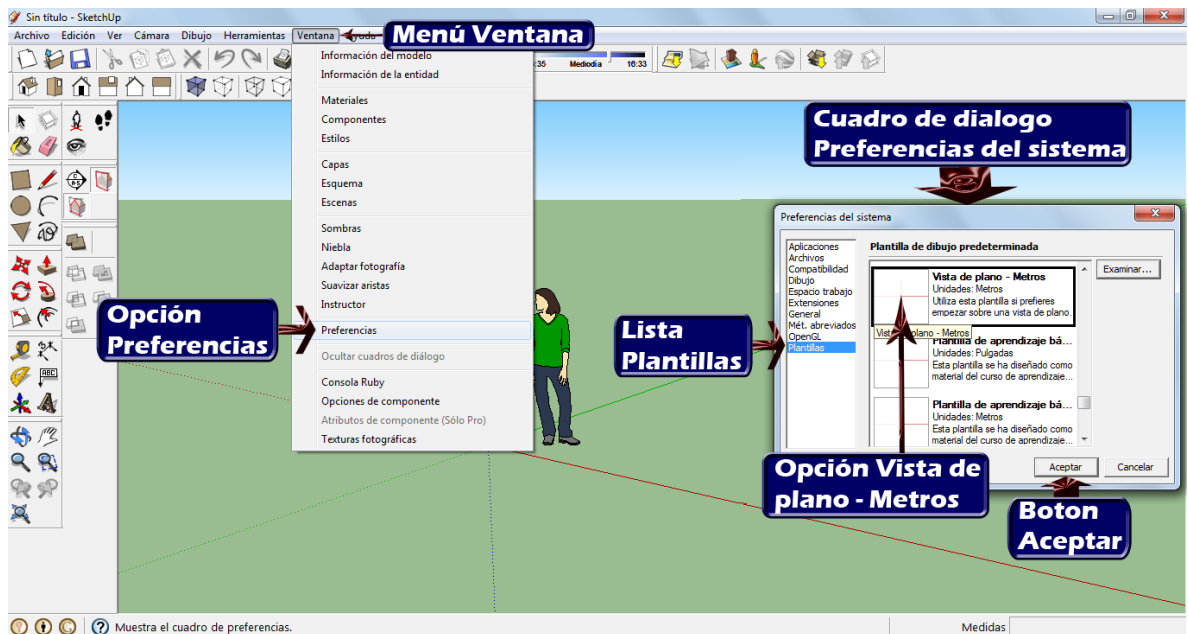 Sin título - SketchUp
Archivo Edición Ver Cámara Dibujo Herramientas Ventana Ayuda
Menú Ventana
Información del modelo
Información de la entidad
Materiales
Componentes
Estilos
Capas
Esquema
Escenas
Sombras
Niebla
Adaptar fotografía
Suavizar aristas
Instructor
Preferencias
Ocultar cuadros de diálogo
Consola Ruby
Opciones de componente
Atributos de componente (Sólo Pro)
Texturas fotográficas
:35 Mediodía 16:33
ABC
Opción
Preferencias
Cuadro de dialogo
Preferencias del sistema
Preferencias del sistema
Aplicaciones
Archivos
Compatibilidad
Dibujo
Espacio trabajo
Extensiones
General
Mét. abreviados
OpenGL
Plantillas
Plantilla de dibujo predeterminada
Vista de plano - Metros
Unidades: Metros
Utiliza esta plantilla si prefieres
empezar sobre una vista de plano.
Plantilla de aprendizaje bá...
Unidades: Pulgadas
Esta plantilla se ha diseñado como
material del curso de aprendizaje...
Plantilla de aprendizaje bá...
Unidades: Metros
Esta plantilla se ha diseñado como
material del curso de aprendizaje...
Examinar...
Aceptar Cancelar
Lista
Plantillas
Opción Vista de
plano - Metros
Boton
Aceptar
Muestra el cuadro de preferencias.
Medidas